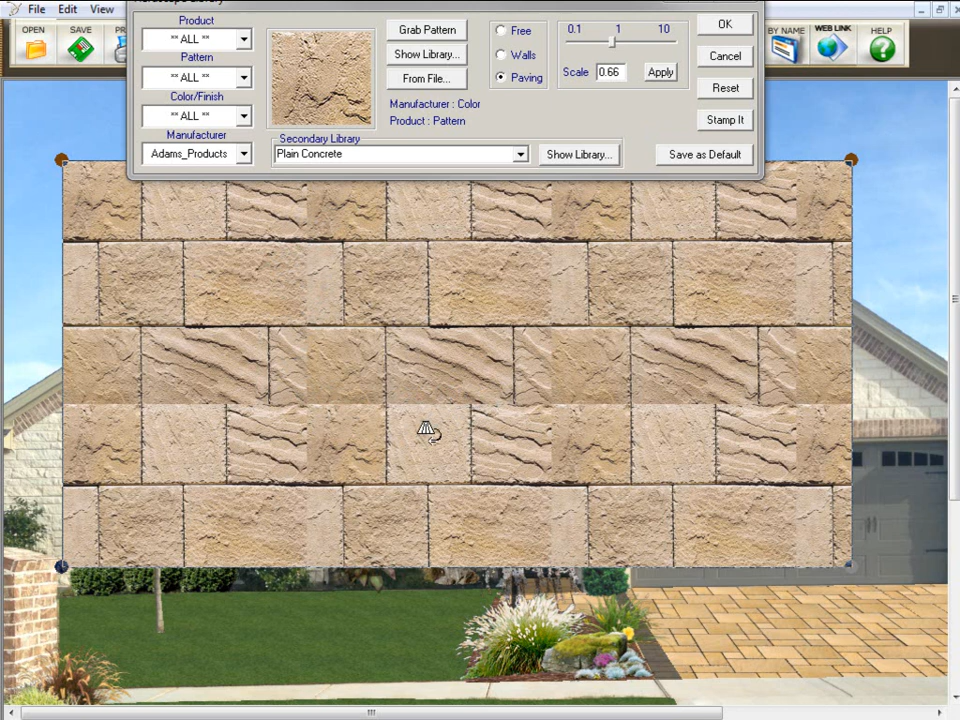 File Edit View
OPEN SAVE
BY NAME WEB LINK HELP
Product
** ALL **
Pattern
** ALL **
Color/Finish
** ALL **
Manufacturer
Adams_Products
Grab Pattern
Show Library...
From File...
Manufacturer : Color
Product : Pattern
Secondary Library
Plain Concrete
Show Library...
Free
Walls
Paving
0.1 1 10
Scale 0.66 Apply
OK
Cancel
Reset
Stamp It
Save as Default